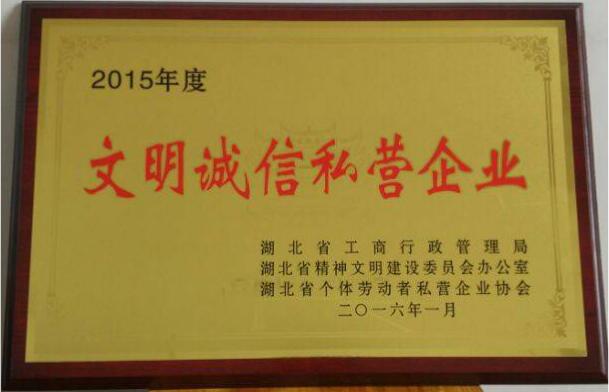 2015年度
文明诚信私营企业
湖北省工商行政管理局
湖北省精神文明建设委员会办公室
湖北省个体劳动者私营企业协会
二〇一六年一月